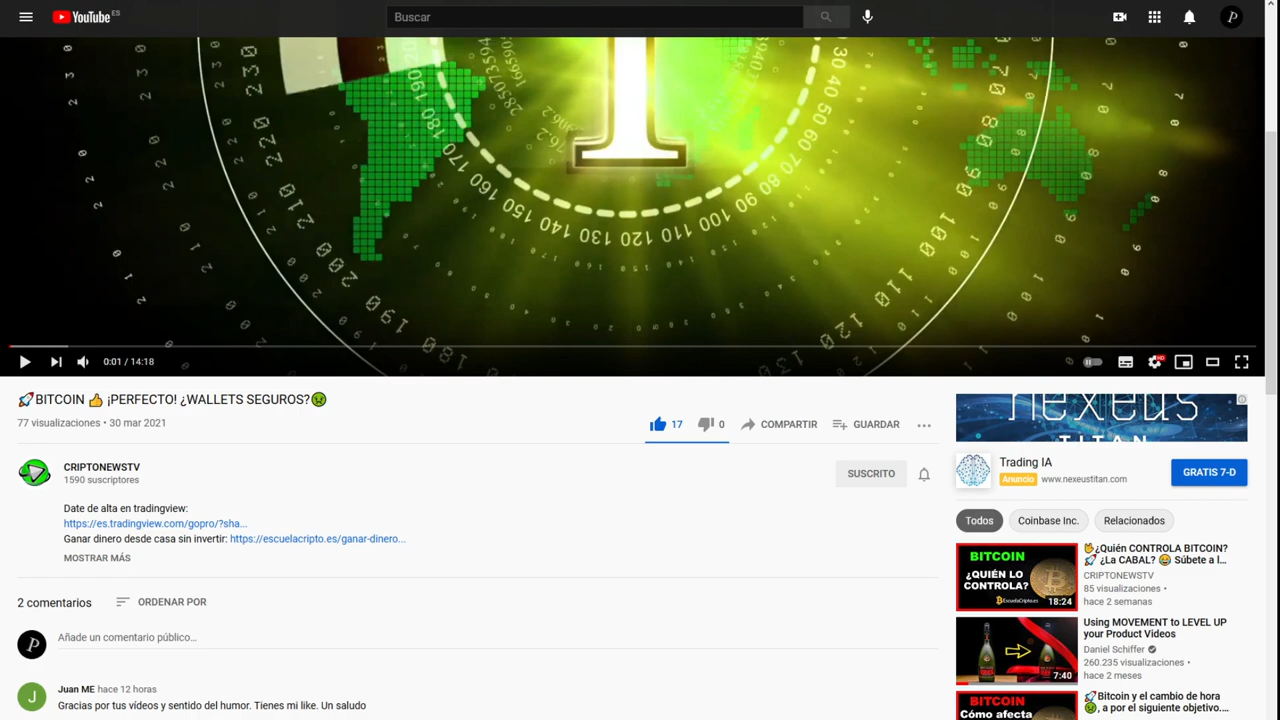 YouTube ES
Buscar
P
I
0:01 / 14:18
HD
🚀BITCOIN 👍 ¡PERFECTO! ¿WALLETS SEGUROS?🤢
77 visualizaciones • 30 mar 2021
17
0
COMPARTIR
GUARDAR
CRIPTONEWSTV
1590 suscriptores
SUSCRITO
Date de alta en tradingview:
https://es.tradingview.com/gopro/?sha...
Ganar dinero desde casa sin invertir: https://escuelacripto.es/ganar-dinero...
MOSTRAR MÁS
2 comentarios
ORDENAR POR
P
Añade un comentario público...
J
Juan ME hace 12 horas
Gracias por tus vídeos y sentido del humor. Tienes mi like. Un saludo
nexeus
TITAN
Trading IA
Anuncio www.nexeustitan.com
GRATIS 7-D
Todos
Coinbase Inc.
Relacionados
BITCOIN
¿QUIÉN LO
CONTROLA?
EscuelaCripto.es
18:24
¿Quién CONTROLA BITCOIN?
🚀 ¿La CABAL? 😂 Súbete a l...
CRIPTONEWSTV
85 visualizaciones •
hace 2 semanas
7:40
Using MOVEMENT to LEVEL UP
your Product Videos
Daniel Schiffer
260.235 visualizaciones •
hace 2 meses
BITCOIN
Cómo afecta
🚀Bitcoin y el cambio de hora
🤢, a por el siguiente objetivo....